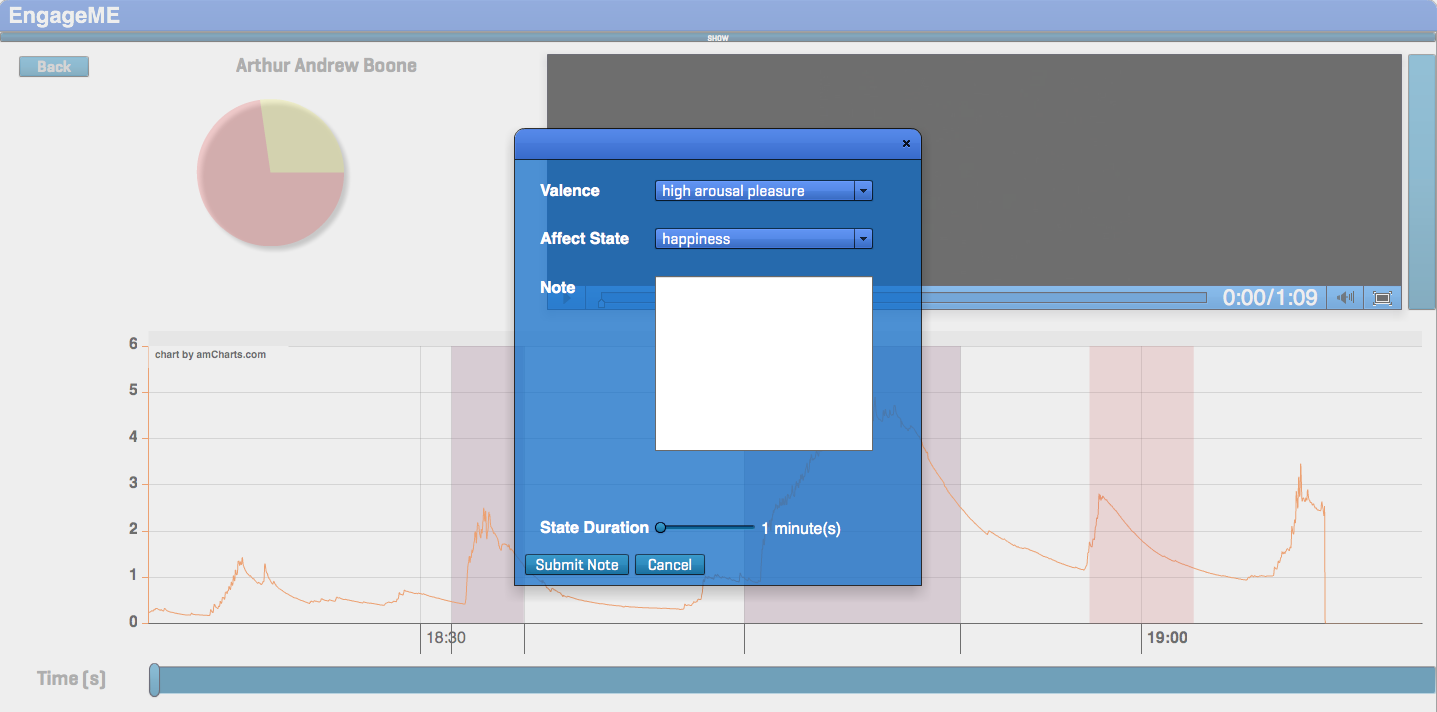 EngageME
SHOW
Back
Arthur Andrew Boone
Valence
high arousal pleasure
Affect State
happiness
Note
0:00/1:09
6
chart by amCharts.com
5
4
3
2
State Duration
1 minute(s)
Submit Note
Cancel
1
0
18:30
19:00
Time (s)